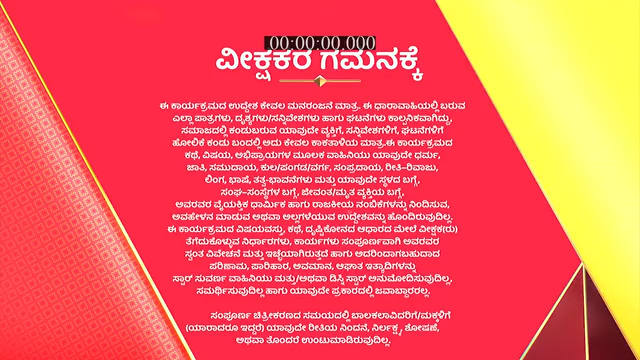 00:00:00.000
ವೀಕ್ಷಕರ ಗಮನಕ್ಕೆ
ಈ ಕಾರ್ಯಕ್ರಮದ ಉದ್ದೇಶ ಕೇವಲ ಮನರಂಜನೆ ಮಾತ್ರ. ಈ ಧಾರಾವಾಹಿಯಲ್ಲಿ ಬರುವ
ಎಲ್ಲಾ ಪಾತ್ರಗಳು, ದೃಶ್ಯಗಳು/ಸನ್ನಿವೇಶಗಳು ಹಾಗು ಘಟನೆಗಳು ಕಾಲ್ಪನಿಕವಾಗಿದ್ದು,
ಸಮಾಜದಲ್ಲಿ ಕಂಡುಬರುವ ಯಾವುದೇ ವ್ಯಕ್ತಿಗೆ, ಸನ್ನಿವೇಶಗಳಿಗೆ, ಘಟನೆಗಳಿಗೆ
ಹೋಲಿಕೆ ಕಂಡು ಬಂದಲ್ಲಿ ಅದು ಕೇವಲ ಕಾಕತಾಳಿಯ ಮಾತ್ರ.ಈ ಕಾರ್ಯಕ್ರಮದ
ಕಥೆ, ವಿಷಯ, ಅಭಿಪ್ರಾಯಗಳ ಮೂಲಕ ವಾಹಿನಿಯು ಯಾವುದೇ ಧರ್ಮ,
ಜಾತಿ, ಸಮುದಾಯ, ಕುಲ/ಪಂಗಡ/ವರ್ಗ, ಸಂಪ್ರದಾಯ, ರೀತಿ-ರಿವಾಜು,
ಲಿಂಗ, ಭಾಷೆ, ತತ್ವ-ಭಾವನೆಗಳು ಮತ್ತು ಯಾವುದೇ ಸ್ಥಳದ ಬಗ್ಗೆ,
ಸಂಘ-ಸಂಸ್ಥೆಗಳ ಬಗ್ಗೆ, ಜೀವಂತ/ಮೃತ ವ್ಯಕ್ತಿಯ ಬಗ್ಗೆ,
ಅವರವರ ವೈಯಕ್ತಿಕ ಧಾರ್ಮಿಕ ಹಾಗು ರಾಜಕೀಯ ನಂಬಿಕೆಗಳನ್ನು ನಿಂದಿಸುವ,
ಅವಹೇಳನ ಮಾಡುವ ಅಥವಾ ಅಲ್ಲಗಳೆಯುವ ಉದ್ದೇಶವನ್ನು ಹೊಂದಿರುವುದಿಲ್ಲ.
ಈ ಕಾರ್ಯಕ್ರಮದ ವಿಷಯವಸ್ತು, ಕಥೆ, ದೃಷ್ಟಿಕೋನದ ಆಧಾರದ ಮೇಲೆ ವೀಕ್ಷಕ(ರು)
ತೆಗೆದುಕೊಳ್ಳುವ ನಿರ್ಧಾರಗಳು, ಕಾರ್ಯಗಳು ಸಂಪೂರ್ಣವಾಗಿ ಅವರವರ
ಸ್ವಂತ ವಿವೇಚನೆ ಮತ್ತು ಇಚ್ಛೆಯಾಗಿರುತ್ತದೆ ಹಾಗು ಅದರಿಂದಾಗಬಹುದಾದ
ಪರಿಣಾಮ, ಪಾರಿಹಾರ, ಅವಮಾನ, ಆಘಾತ ಇತ್ಯಾದಿಗಳನ್ನು
ಸ್ಟಾರ್ ಸುವರ್ಣ ವಾಹಿನಿಯು ಮತ್ತು/ಅಥವಾ ಡಿಸ್ನಿ ಸ್ಟಾರ್ ಅನುಮೋದಿಸುವುದಿಲ್ಲ,
ಸಮರ್ಥಿಸುವುದಿಲ್ಲ ಹಾಗು ಯಾವುದೇ ಪ್ರಕಾರದಲ್ಲಿ ಜವಾಬ್ದಾರರಲ್ಲ.
ಸಂಪೂರ್ಣ ಚಿತ್ರೀಕರಣದ ಸಮಯದಲ್ಲಿ ಬಾಲಕಲಾವಿದರಿಗೆ/ಮಕ್ಕಳಿಗೆ
(ಯಾರಾದರೂ ಇದ್ದರೆ) ಯಾವುದೇ ರೀತಿಯ ನಿಂದನೆ, ನಿರ್ಲಕ್ಷ್ಯ, ಶೋಷಣೆ,
ಅಥವಾ ತೊಂದರೆ ಉಂಟುಮಾಡಿರುವುದಿಲ್ಲ.